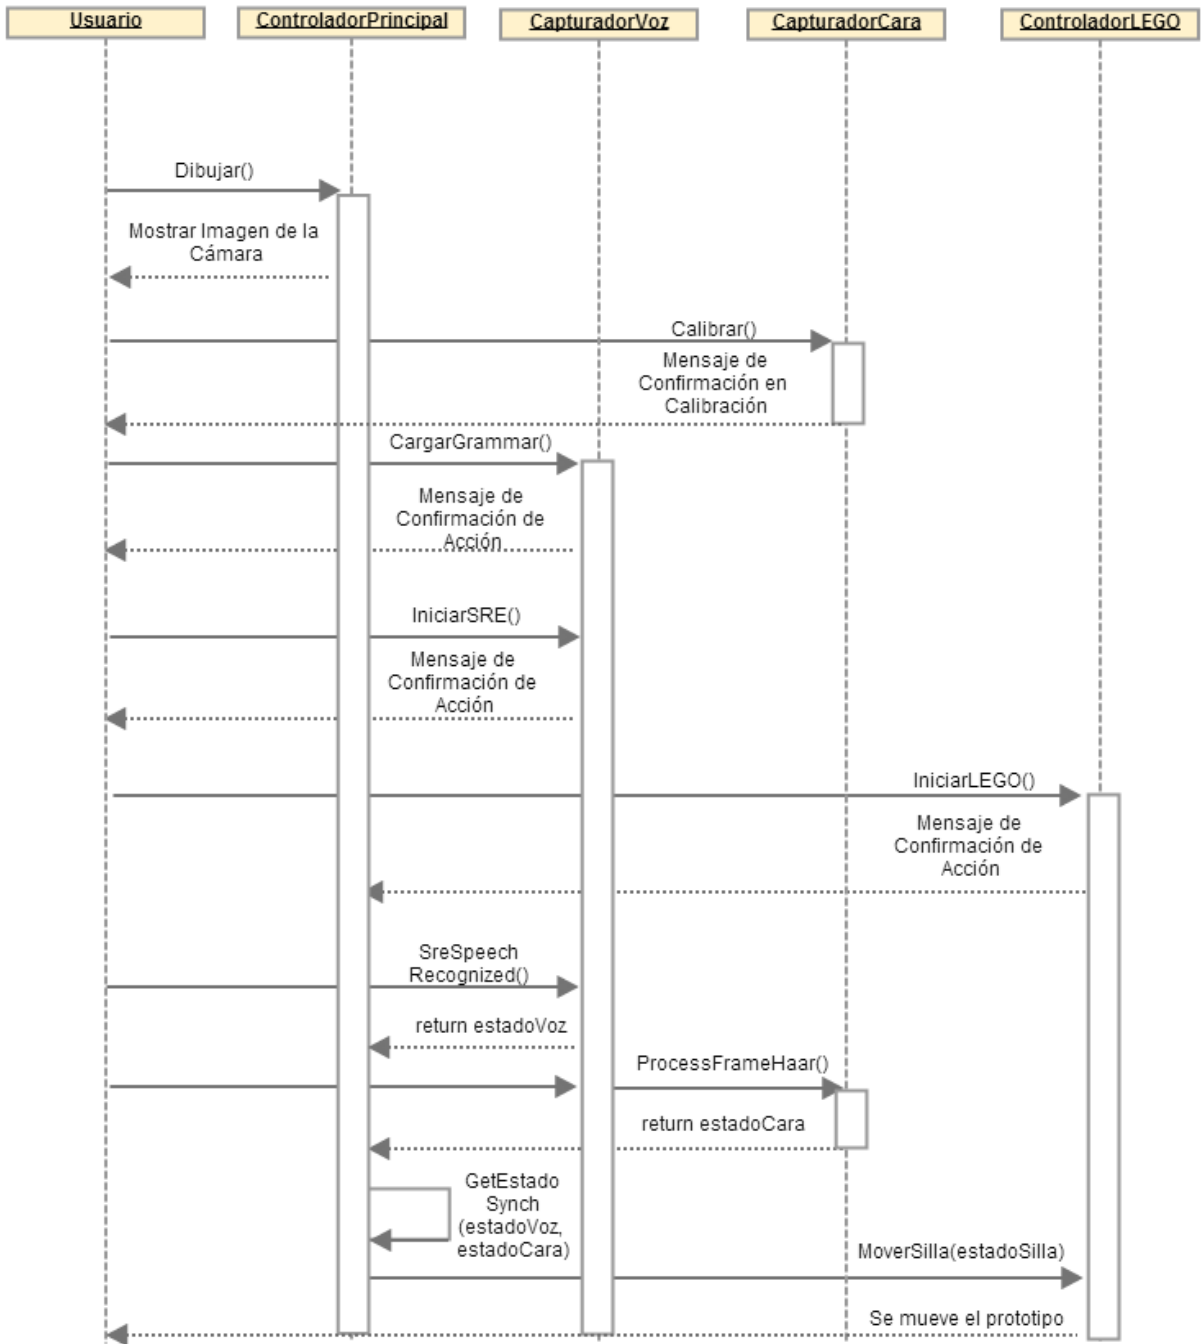 Usuario
ControladorPrincipal
CapturadorVoz
CapturadorCara
ControladorLEGO
Dibujar()
Mostrar Imagen de la
Cámara
Calibrar()
Mensaje de
Confirmación en
Calibración
CargarGrammar()
Mensaje de
Confirmación de
Acción
IniciarSRE()
Mensaje de
Confirmación de
Acción
IniciarLEGO()
Mensaje de
Confirmación de
Acción
SreSpeech
Recognized()
return estadoVoz
ProcessFrameHaar()
return estadoCara
GetEstado
Synch
(estadoVoz,
estadoCara)
MoverSilla(estadoSilla)
Se mueve el prototipo